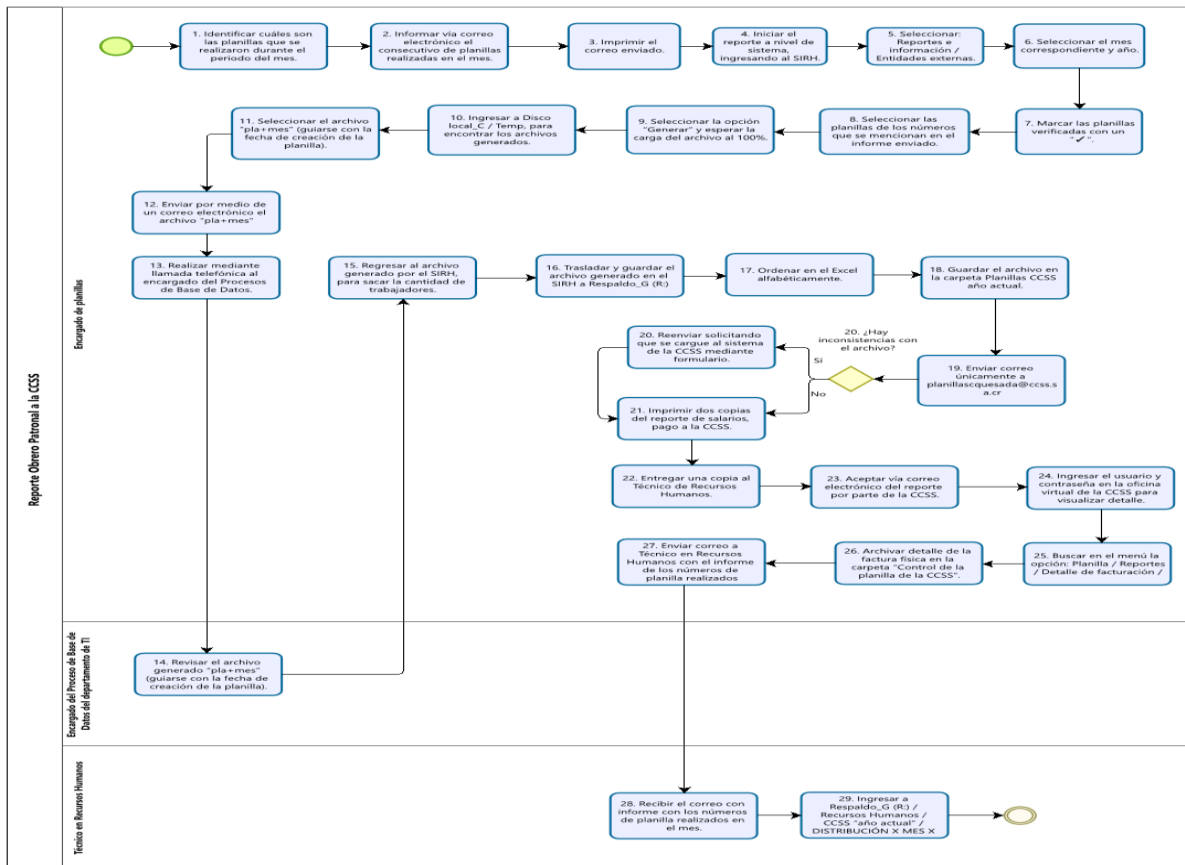 Reporte Obrero Patronal a la CCSS
Encargado de planillas
1. Identificar cuáles son
las planillas que se
realizaron durante el
periodo del mes.
2. Informar vía correo
electrónico el
consecutivo de planillas
realizadas en el mes.
3. Imprimir el
correo enviado.
4. Iniciar el
reporte a nivel de
sistema,
ingresando al SIRH.
5. Seleccionar:
Reportes e
información /
Entidades externas.
6. Seleccionar el mes
correspondiente y año.
7. Marcar las planillas
verificadas con un
"✓".
8. Seleccionar las
planillas de los números
que se mencionan en el
informe enviado.
9. Seleccionar la opción
"Generar" y esperar la
carga del archivo al 100%.
10. Ingresar a Disco
local_C / Temp, para
encontrar los archivos
generados.
11. Seleccionar el archivo
"pla+mes" (guiarse con la
fecha de creación de la
planilla).
12. Enviar por medio de
un correo electrónico el
archivo "pla+mes"
13. Realizar mediante
llamada telefónica al
encargado del Procesos
de Base de Datos.
15. Regresar al archivo
generado por el SIRH,
para sacar la cantidad de
trabajadores.
16. Trasladar y guardar el
archivo generado en el
SIRH a Respaldo_G (R:)
17. Ordenar en el Excel
alfabéticamente.
18. Guardar el archivo en
la carpeta Planillas CCSS
año actual.
19. Enviar correo
únicamente a
planillascquesada@ccss.s
a.cr
20. ¿Hay
inconsistencias con
el archivo?
Sí
No
20. Reenviar solicitando
que se cargue al sistema
de la CCSS mediante
formulario.
21. Imprimir dos copias
del reporte de salarios,
pago a la CCSS.
22. Entregar una copia al
Técnico de Recursos
Humanos.
23. Aceptar vía correo
electrónico del reporte
por parte de la CCSS.
24. Ingresar el usuario y
contraseña en la oficina
virtual de la CCSS para
visualizar detalle.
25. Buscar en el menú la
opción: Planilla / Reportes
/ Detalle de facturación /
26. Archivar detalle de la
factura física en la
carpeta "Control de la
planilla de la CCSS".
27. Enviar correo a
Técnico en Recursos
Humanos con el informe
de los números de
planilla realizados
Encargado del Proceso de Base de
Datos del departamento de TI
14. Revisar el archivo
generado "pla+mes"
(guiarse con la fecha de
creación de la planilla).
Técnico en Recursos Humanos
28. Recibir el correo con
informe con los números
de planilla realizados en
el mes.
29. Ingresar a
Respaldo_G (R:) /
Recursos Humanos /
CCSS "año actual" /
DISTRIBUCIÓN X MES X